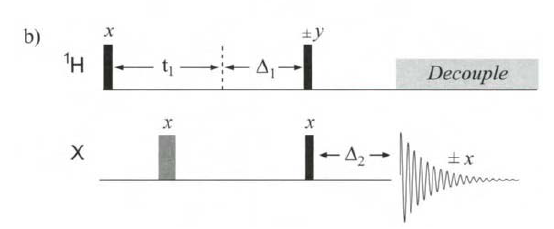 b)
x
±y
¹H
t₁
Δ₁
Decouple
x
x
X
Δ₂
±x